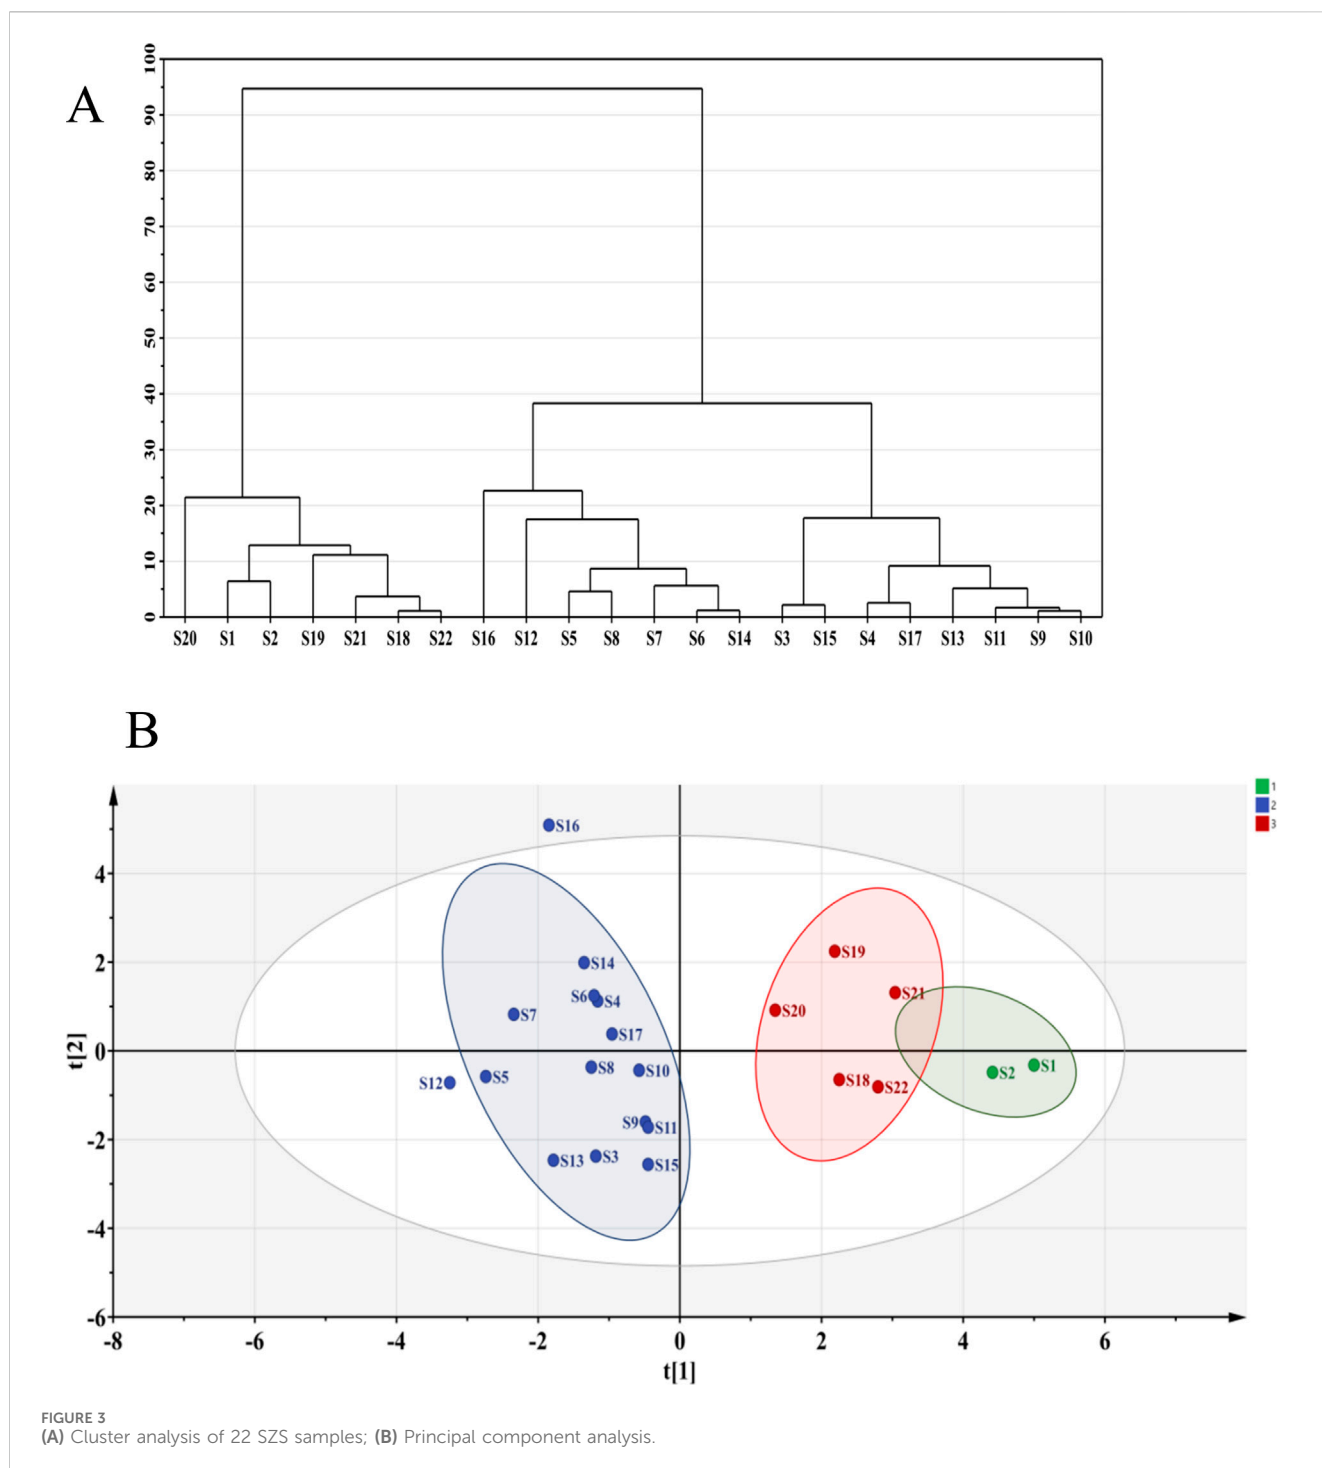 A
100
90
80
70
60
50
40
30
20
10
0
S20 S1 S2 S19 S21 S18 S22 S16 S12 S5 S8 S7 S6 S14 S3 S15 S4 S17 S13 S11 S9 S10
B
1
2
3
S16
4
S14
S19
2
S6 S4
S21
S7
S20
S17
t[2]
0
S8
S10
S2 S1
S12
S5
S18 S22
S9 S11
-2
S13 S3 S15
-4
-6
-8 -6 -4 -2 0 2 4 6
t[1]
FIGURE 3
(A) Cluster analysis of 22 SZS samples; (B) Principal component analysis.